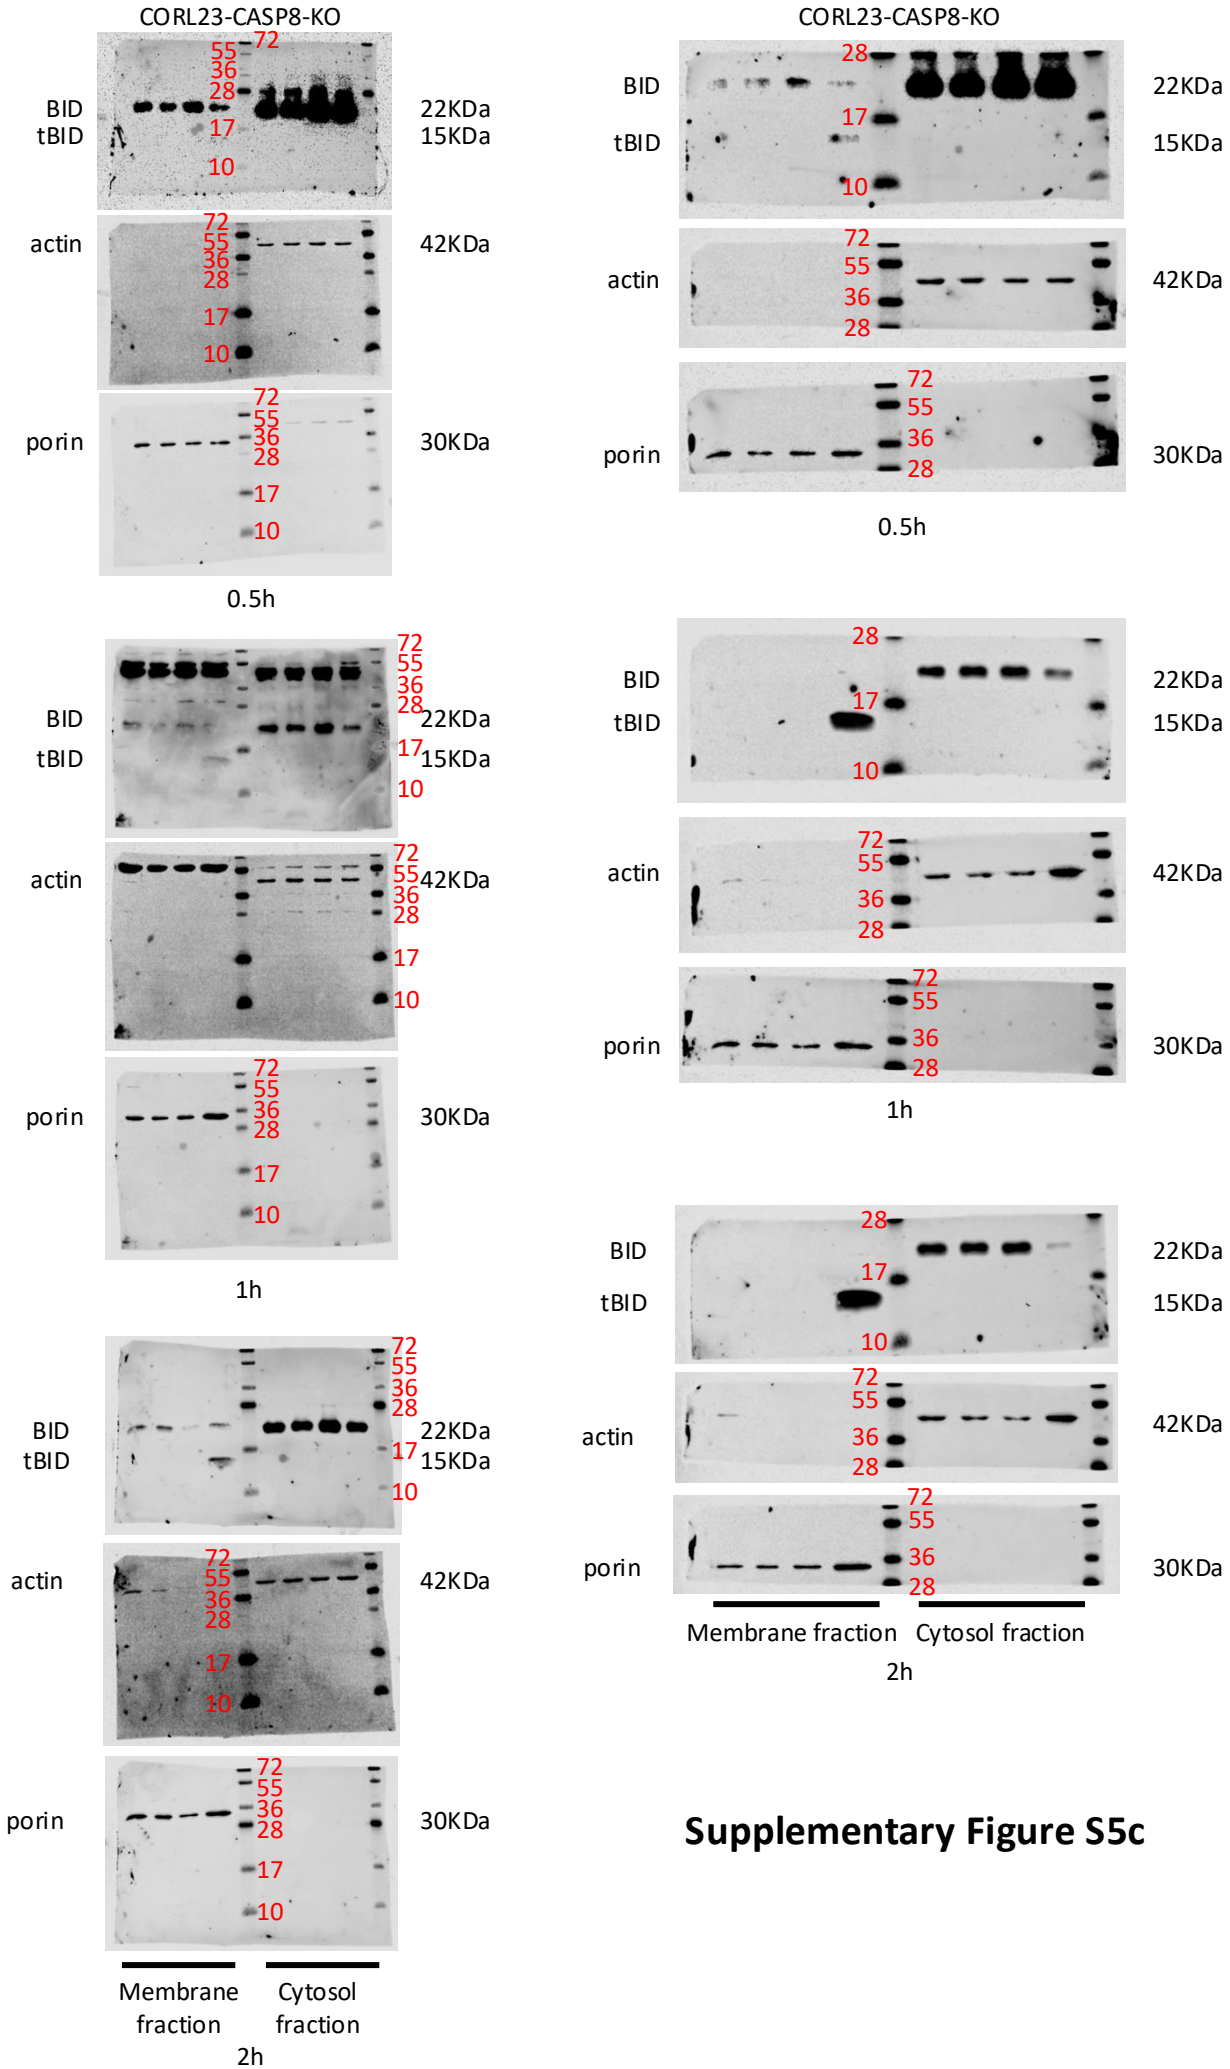 CORL23-CASP8-KO
72
55
36
28
BID 22KDa
17
tBID 15KDa
10
72
actin 55 42KDa
36
28
17
10
72
55
porin 36 30KDa
28
17
10
0.5h
72
55
36
28
BID 22KDa
17
tBID 15KDa
10
72
actin 55 42KDa
36
28
17
10
72
55
porin 36 30KDa
28
17
10
1h
72
55
36
28
BID 22KDa
17
tBID 15KDa
10
72
actin 55 42KDa
36
28
17
10
72
55
porin 36 30KDa
28
17
10
Membrane fraction
Cytosol fraction
2h
CORL23-CASP8-KO
28
BID 22KDa
17
tBID 15KDa
10
72
55
actin 42KDa
36
28
72
55
36
porin 30KDa
28
0.5h
28
BID 22KDa
17
tBID 15KDa
10
72
55
actin 42KDa
36
28
72
55
36
porin 30KDa
28
1h
28
BID 22KDa
17
tBID 15KDa
10
72
55
actin 42KDa
36
28
72
55
36
porin 30KDa
28
Membrane fraction Cytosol fraction
2h
Supplementary Figure S5c